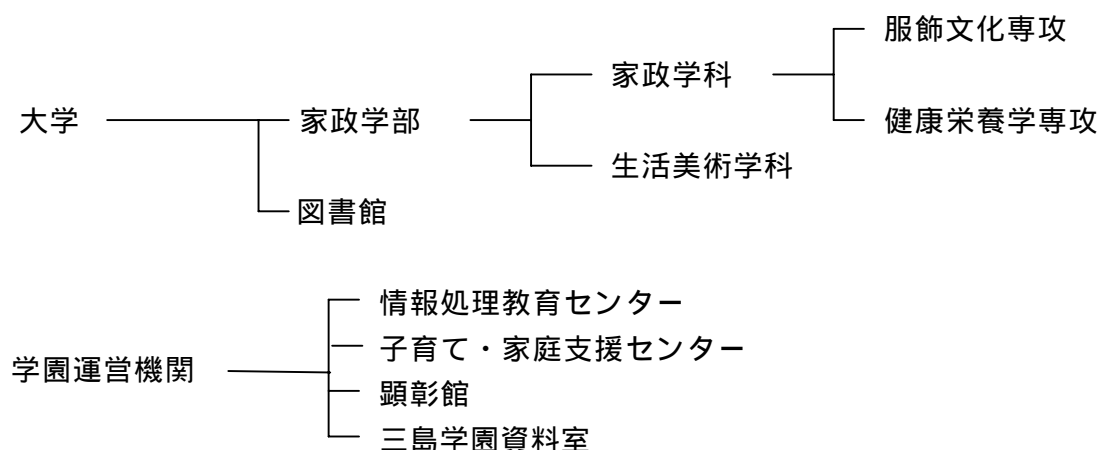 服飾文化専攻
家政学科
大学
家政学部
健康栄養学専攻
生活美術学科
図書館
情報処理教育センター
子育て・家庭支援センター
学園運営機関
顕彰館
三島学園資料室